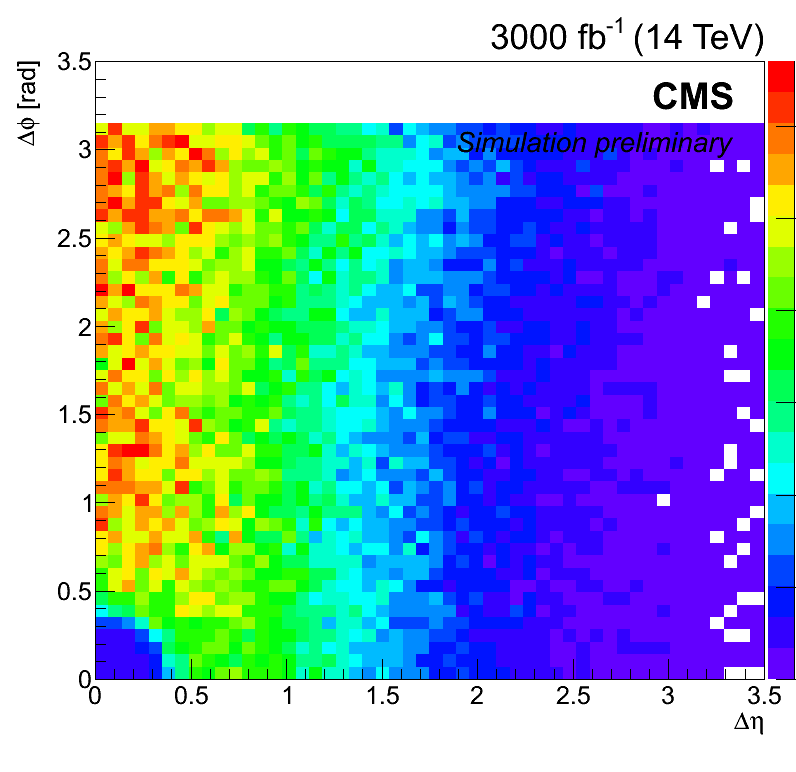 3000 fb-1 (14 TeV)
CMS
Simulation preliminary
Δϕ [rad]
3.5
3
2.5
2
1.5
1
0.5
0
0 0.5 1 1.5 2 2.5 3 3.5
Δη